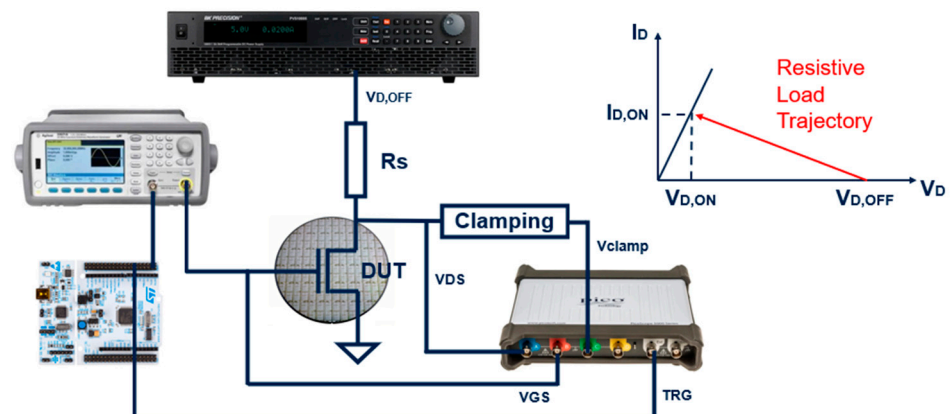 BK PRECISION
5.0V 0.0200A
VD,OFF
Rs
Clamping
Vclamp
DUT
VDS
VGS
TRG
pico
ID
ID,ON
Resistive
Load
Trajectory
VD,ON
VD,OFF
VD